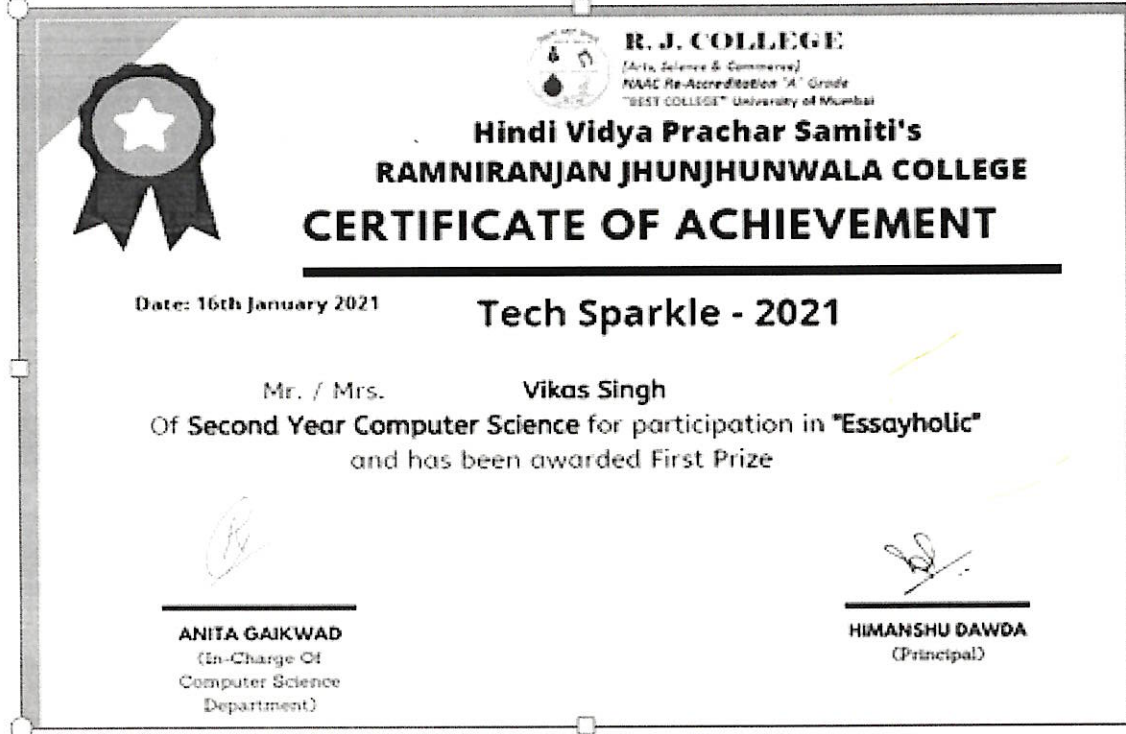 R. J. COLLEGE
(Arts, Science & Commerce)
NAAC Re-Accreditation "A" Grade
"BEST COLLEGE" University of Mumbai
Hindi Vidya Prachar Samiti's
RAMNIRANJAN JHUNJHUNWALA COLLEGE
CERTIFICATE OF ACHIEVEMENT
Date: 16th January 2021
Tech Sparkle - 2021
Mr. / Mrs. Vikas Singh
Of Second Year Computer Science for participation in "Essayholic"
and has been awarded First Prize
ANITA GAIKWAD
(In-Charge Of
Computer Science
Department)
HIMANSHU DAWDA
(Principal)